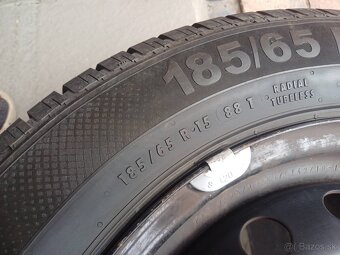 185/65
185/65 R 15 88 T
RADIAL
TUBELESS
© Bazos.sk